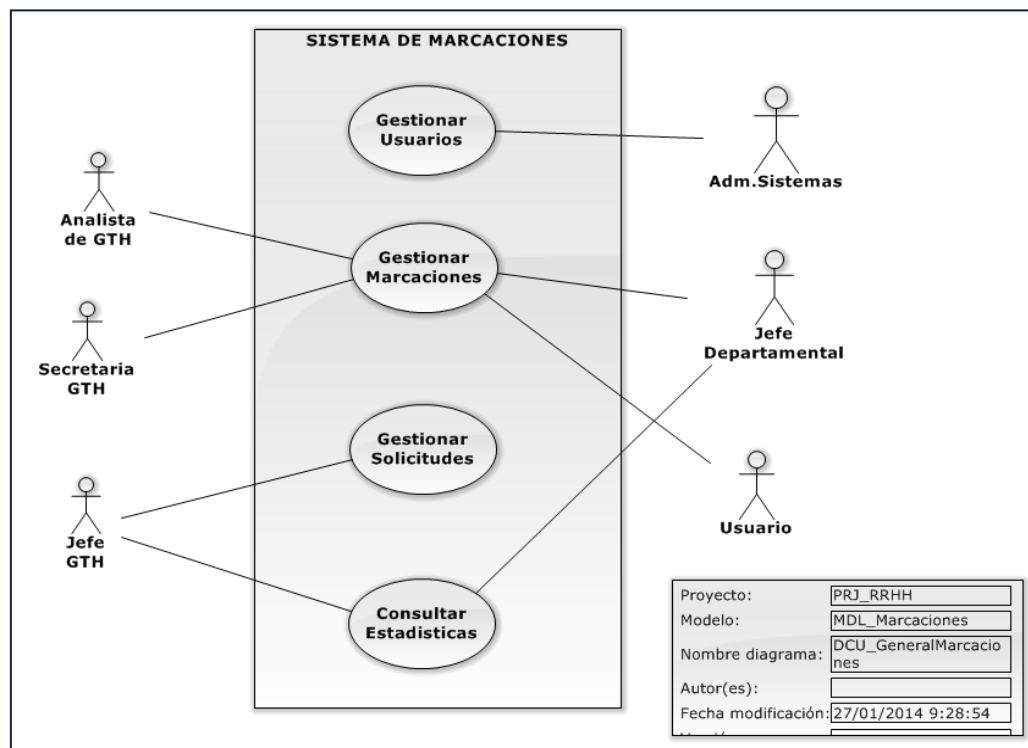 SISTEMA DE MARCACIONES
Gestionar
Usuarios
Adm.Sistemas
Analista
de GTH
Gestionar
Marcaciones
Jefe
Departamental
Secretaria
GTH
Gestionar
Solicitudes
Usuario
Jefe
GTH
Consultar
Estadisticas
Proyecto: PRJ_RRHH
Modelo: MDL_Marcaciones
Nombre diagrama: DCU_GeneralMarcacio
nes
Autor(es):
Fecha modificación: 27/01/2014 9:28:54